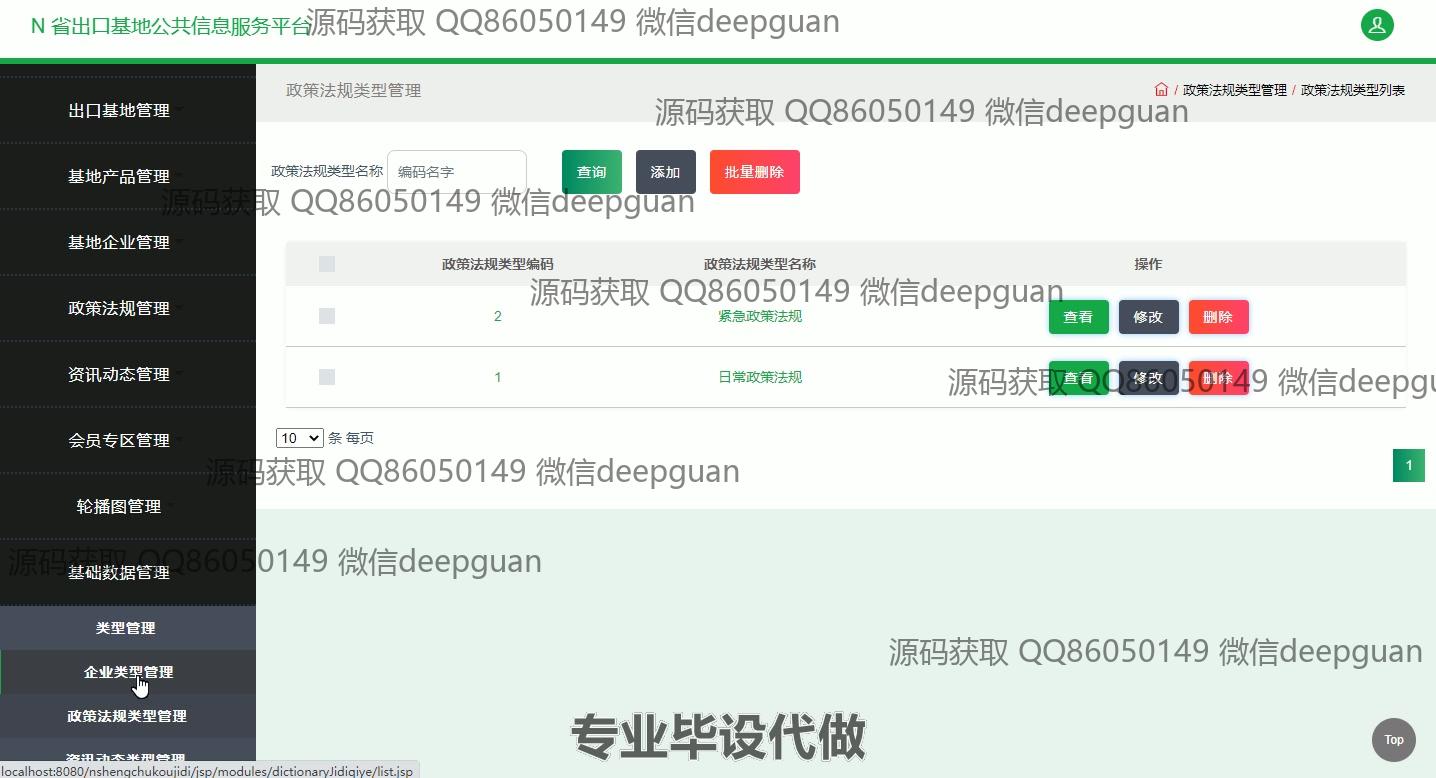 N 省出口基地公共信息服务平台
源码获取 QQ86050149 微信deepguan
政策法规类型管理
/ 政策法规类型管理 / 政策法规类型列表
源码获取 QQ86050149 微信deepguan
出口基地管理
基地产品管理
基地企业管理
政策法规管理
资讯动态管理
会员专区管理
轮播图管理
基础数据管理
类型管理
企业类型管理
政策法规类型管理
资讯动态类型管理
政策法规类型名称 编码名字 查询 添加 批量删除
源码获取 QQ86050149 微信deepguan
政策法规类型编码 政策法规类型名称 操作
源码获取 QQ86050149 微信deepguan
2 紧急政策法规 查看 修改 删除
1 日常政策法规 查看 修改 删除
源码获取 QQ86050149 微信deepgu
10 条 每页
源码获取 QQ86050149 微信deepguan
1
源码获取 QQ86050149 微信deepguan
源码获取 QQ86050149 微信deepguan
专业毕设代做
Top
localhost:8080/nshengchukoujidi/jsp/modules/dictionaryJidiqiye/list.jsp